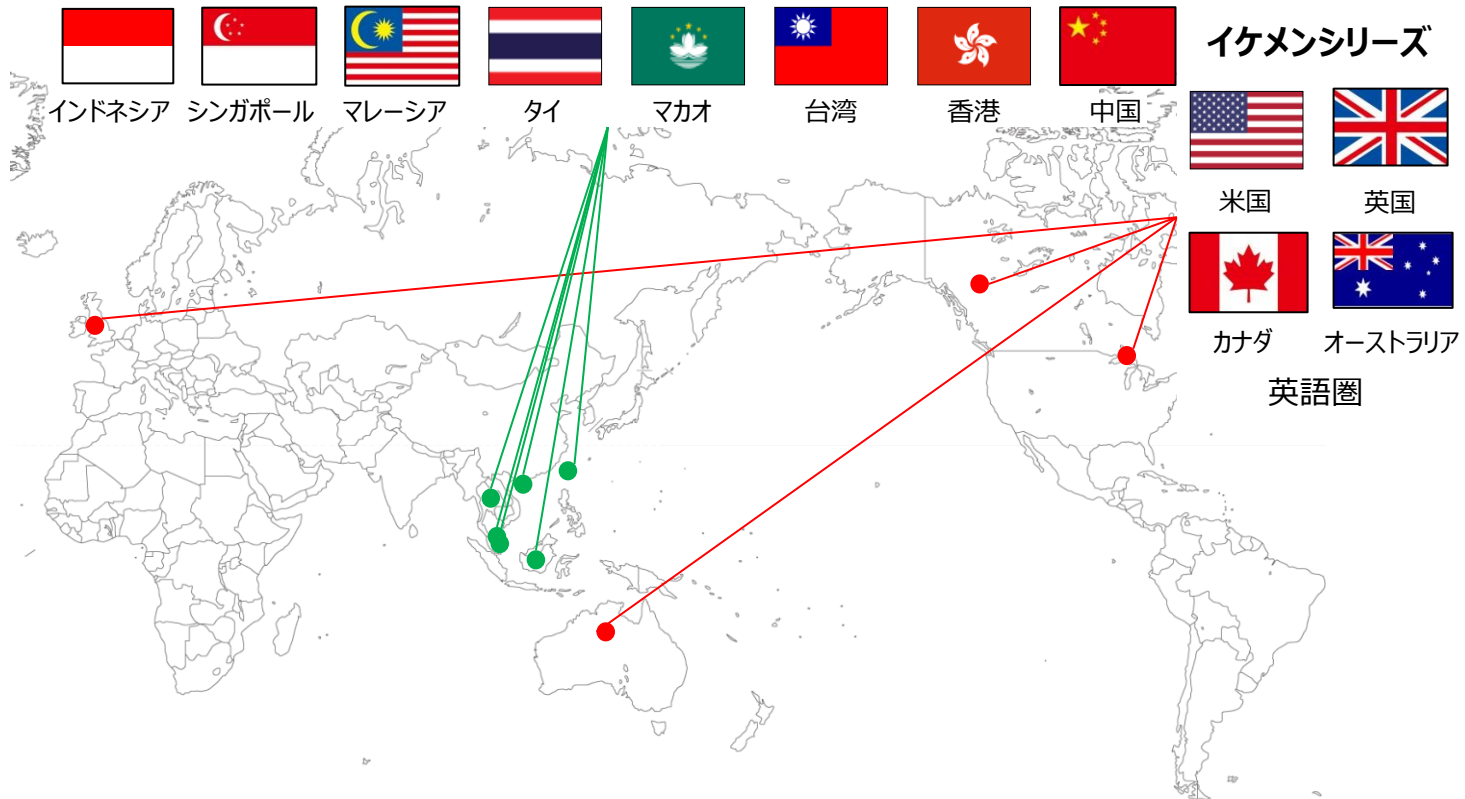 イケメンシリーズ
インドネシア
シンガポール
マレーシア
タイ
マカオ
台湾
香港
中国
米国
英国
カナダ
オーストラリア
英語圏